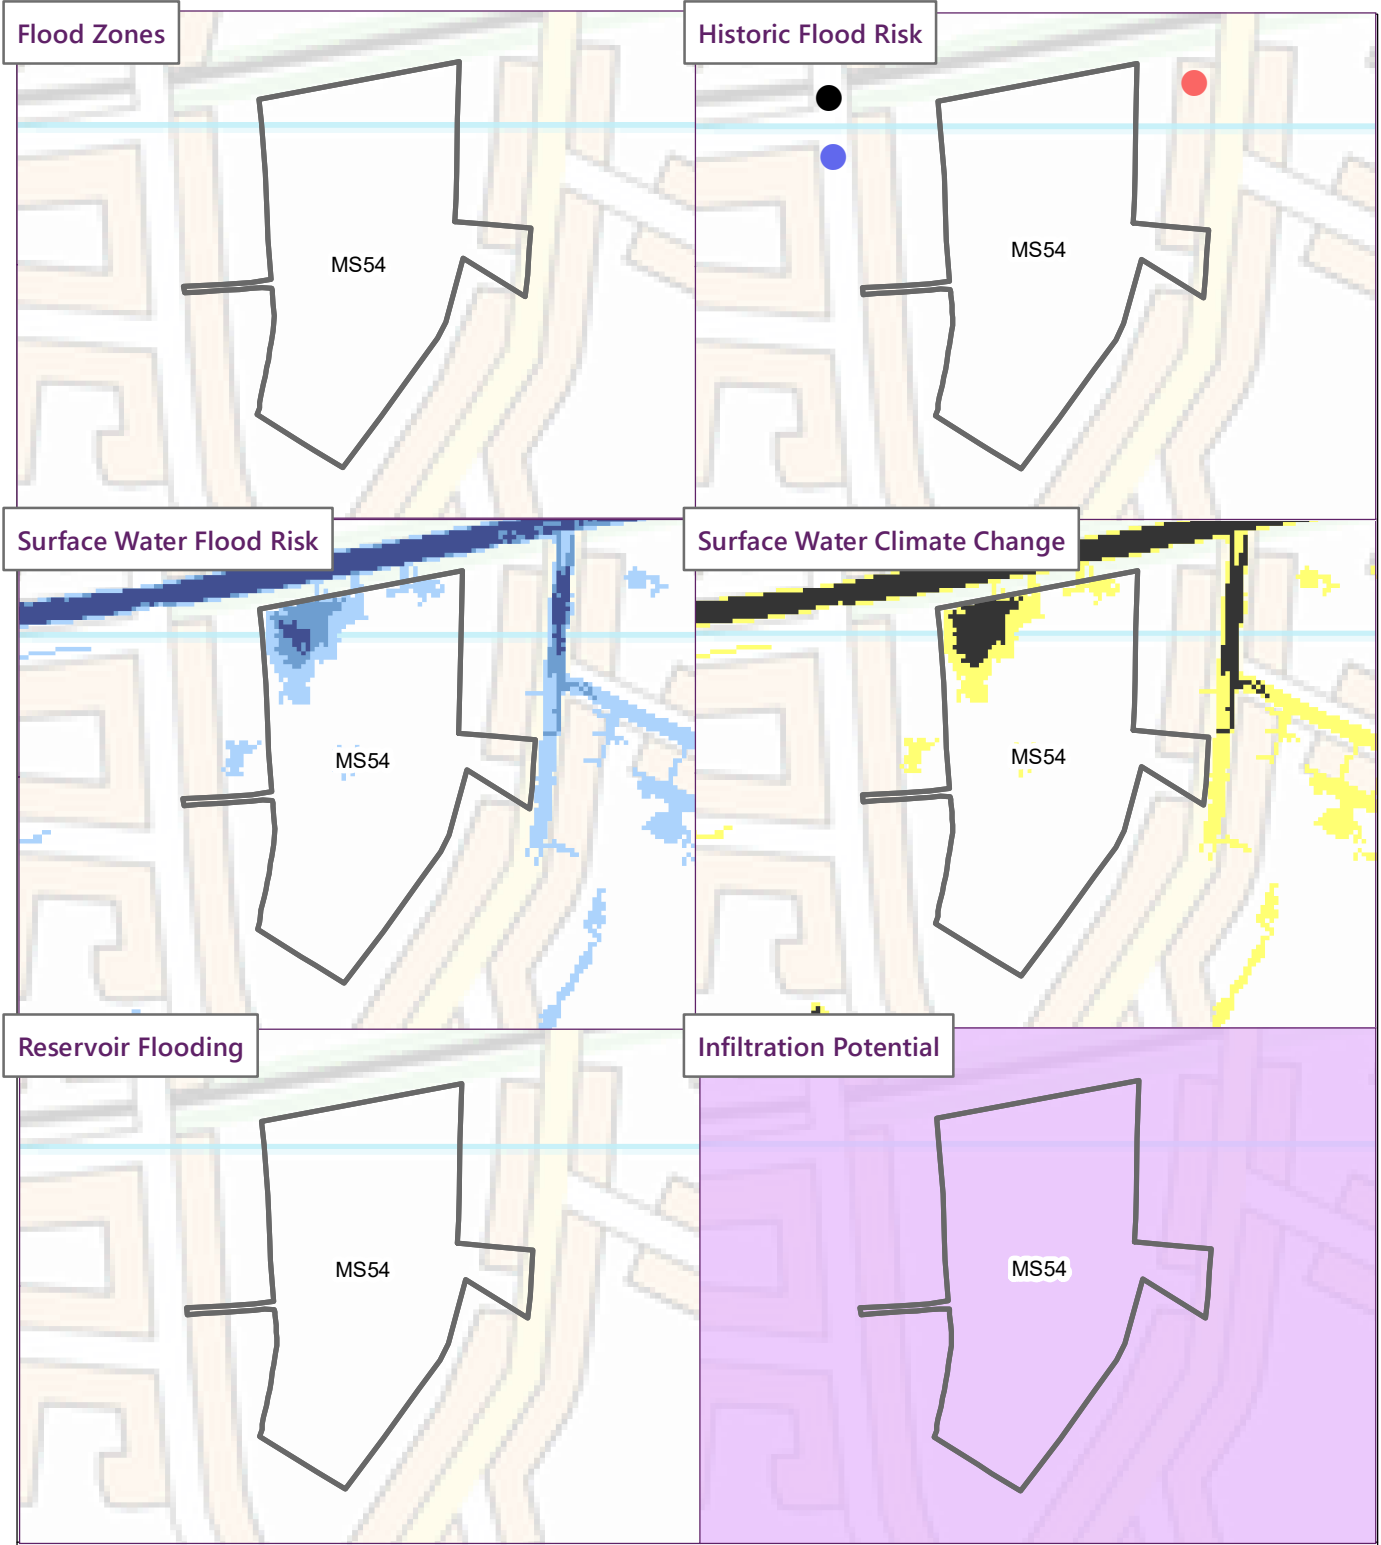 Flood Zones
Historic Flood Risk
MS54
MS54
Surface Water Flood Risk
Surface Water Climate Change
MS54
MS54
Reservoir Flooding
Infiltration Potential
MS54
MS54